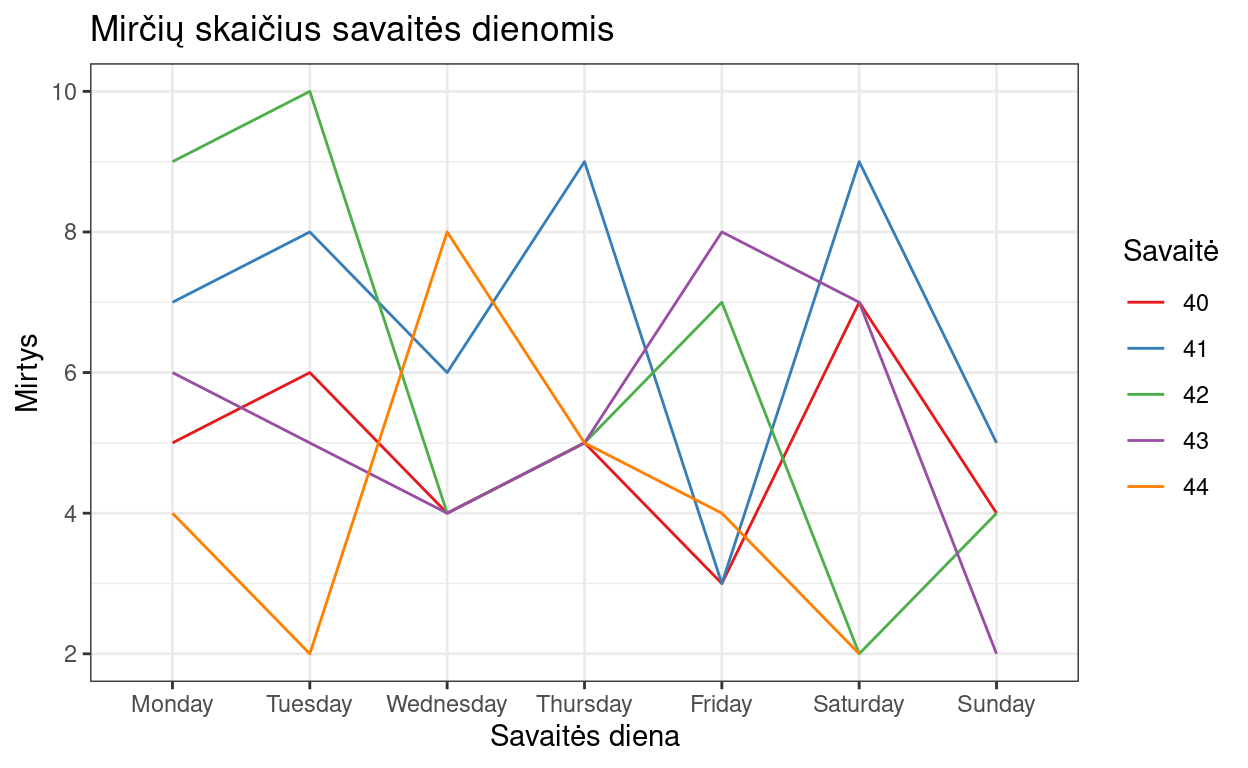 Mirčių skaičius savaitės dienomis
10
8
6
4
2
Mirtys
Monday Tuesday Wednesday Thursday Friday Saturday Sunday
Savaitės diena
Savaitė
40
41
42
43
44